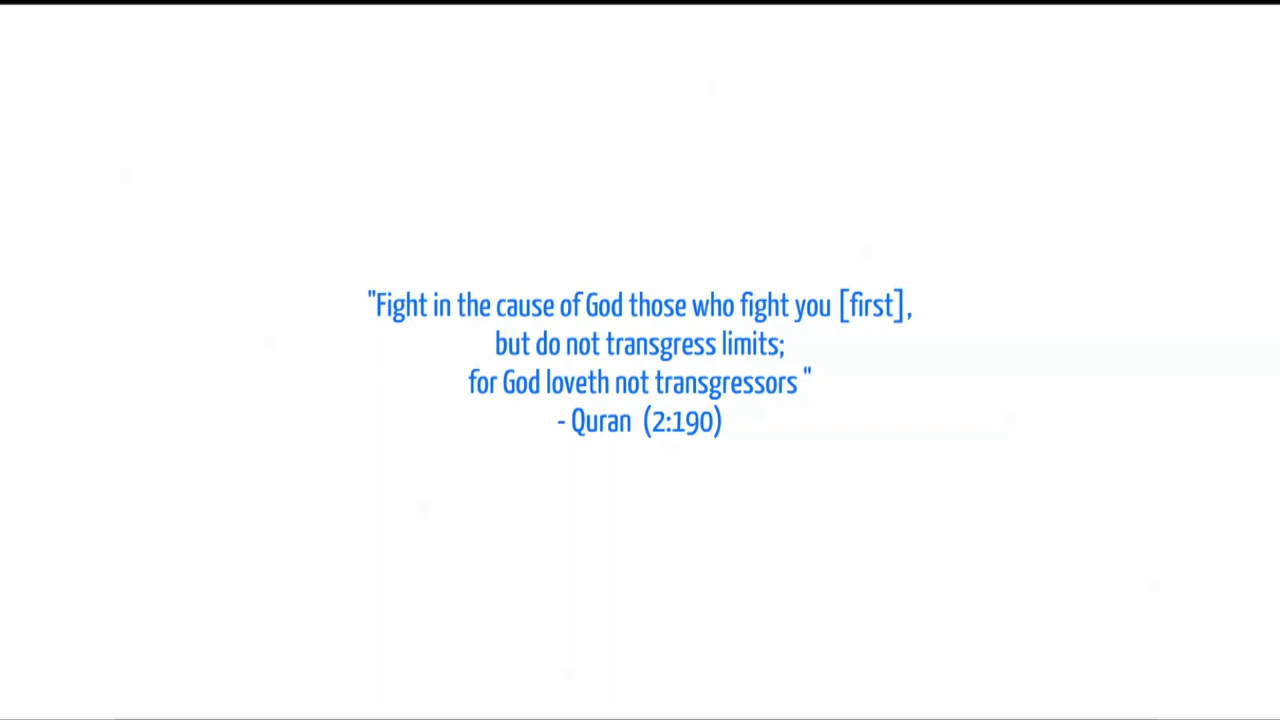 "Fight in the cause of God those who fight you [first],
but do not transgress limits;
for God loveth not transgressors "
- Quran (2:190)